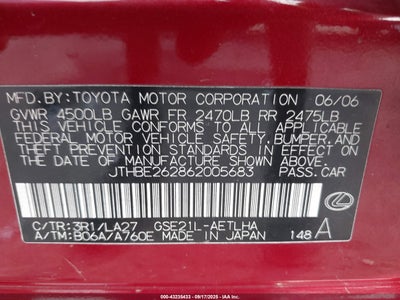 MFD.BY:TOYOTA MOTOR CORPORATION 06/06
GVWR 4500LB GAWR FR 2470LB RR 2475LB
THIS VEHICLE CONFORMS TO ALL APPLICABLE
FEDERAL MOTOR VEHICLE SAFETY, BUMPER,
AND THEFT PREVENTION STANDARDS IN EFFECT
ON THE DATE OF MANUFACTURE SHOWN ABOVE.
JTHBE262862005683 PASS.CAR
C/TR:3R1/LA27 GSE21L-AETLHA
A/TM:B06A/A760E MADE IN JAPAN 148 A
000-43235433 - 09/17/2025 - IAAI